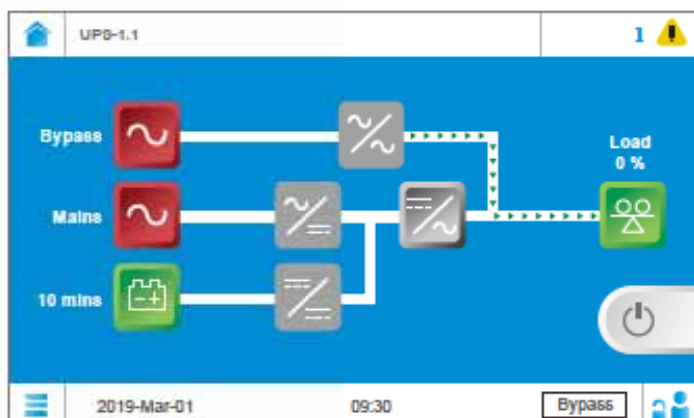 UPS-1.1
1
Bypass
Load
0 %
Mains
10 mins
2019-Mar-01
09:30
Bypass